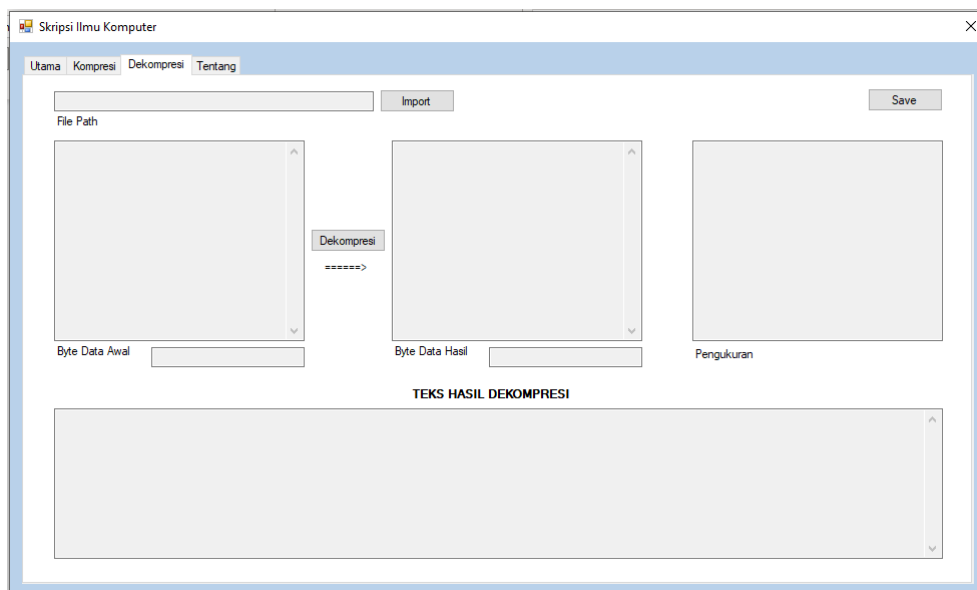 Skripsi Ilmu Komputer
Utama Kompresi Dekompresi Tentang
Import Save
File Path
Dekompresi
======>
Byte Data Awal Byte Data Hasil Pengukuran
TEKS HASIL DEKOMPRESI